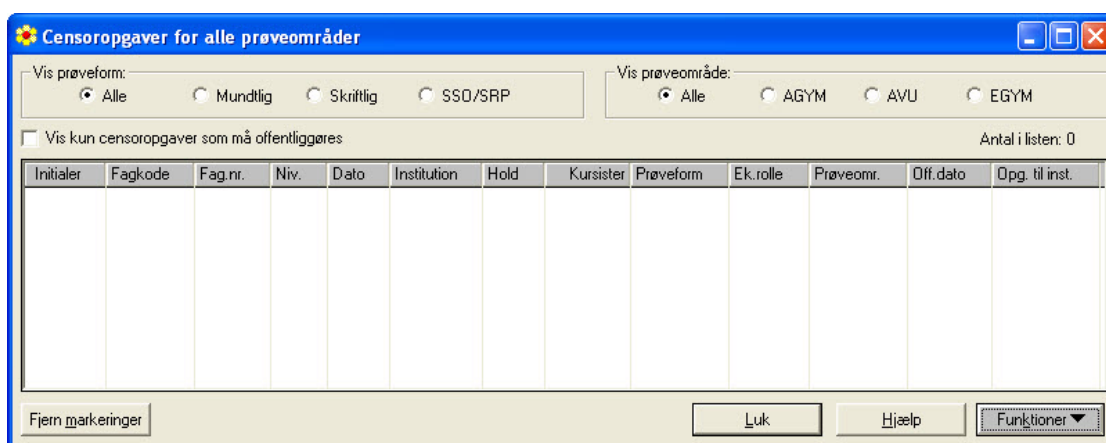 Censoropgaver for alle prøveområder
Vis prøveform: Vis prøveområde:
Alle Mundtlig Skriftlig SSO/SRP Alle AGYM AVU EGYM
Vis kun censoropgaver som må offentliggøres Antal i listen: 0
Initialer Fagkode Fag.nr. Niv. Dato Institution Hold Kursister Prøveform Ek.rolle Prøveomr. Off.dato Opg. til inst.
Fjern markeringer Luk Hjælp Funktioner